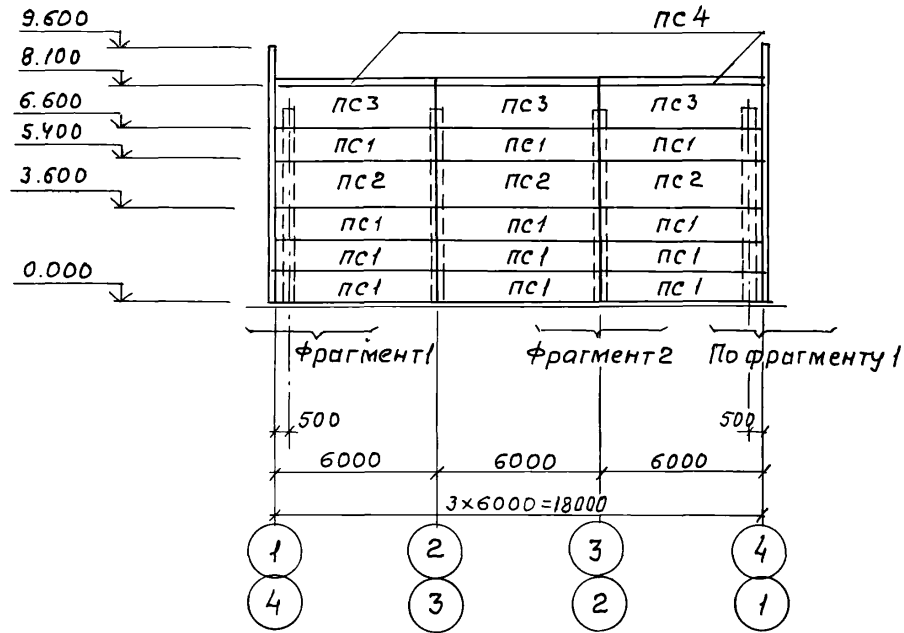 9.600
пс4
8.100
пс3 пс3 пс3
6.600
5.400
пс1 пс1 пс1
пс2 пс2 пс2
3.600
пс1 пс1 пс1
пс1 пс1 пс1
0.000
пс1 пс1 пс1
Фрагмент1 Фрагмент2 По фрагменту1
500 500
6000 6000 6000
3×6000=18000
1 2 3 4
4 3 2 1